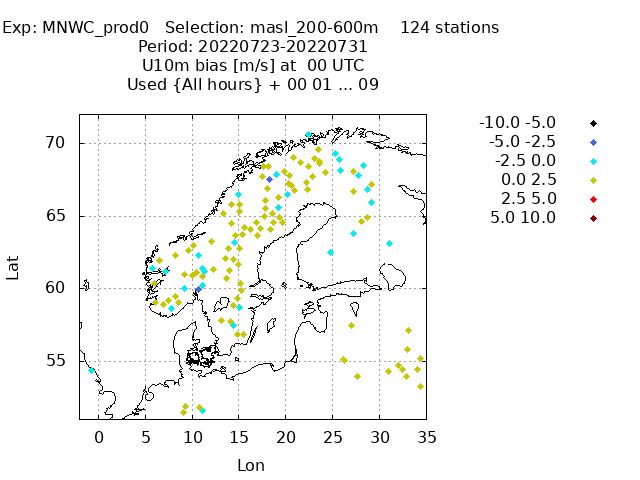 Exp: MNWC_prod0   Selection: masl_200-600m    124 stations
Period: 20220723-20220731
U10m bias [m/s] at  00 UTC
Used {All hours} + 00 01 ... 09
-10.0 -5.0
-5.0 -2.5
-2.5 0.0
0.0 2.5
2.5 5.0
5.0 10.0
70
65
60
55
Lat
0 5 10 15 20 25 30 35
Lon